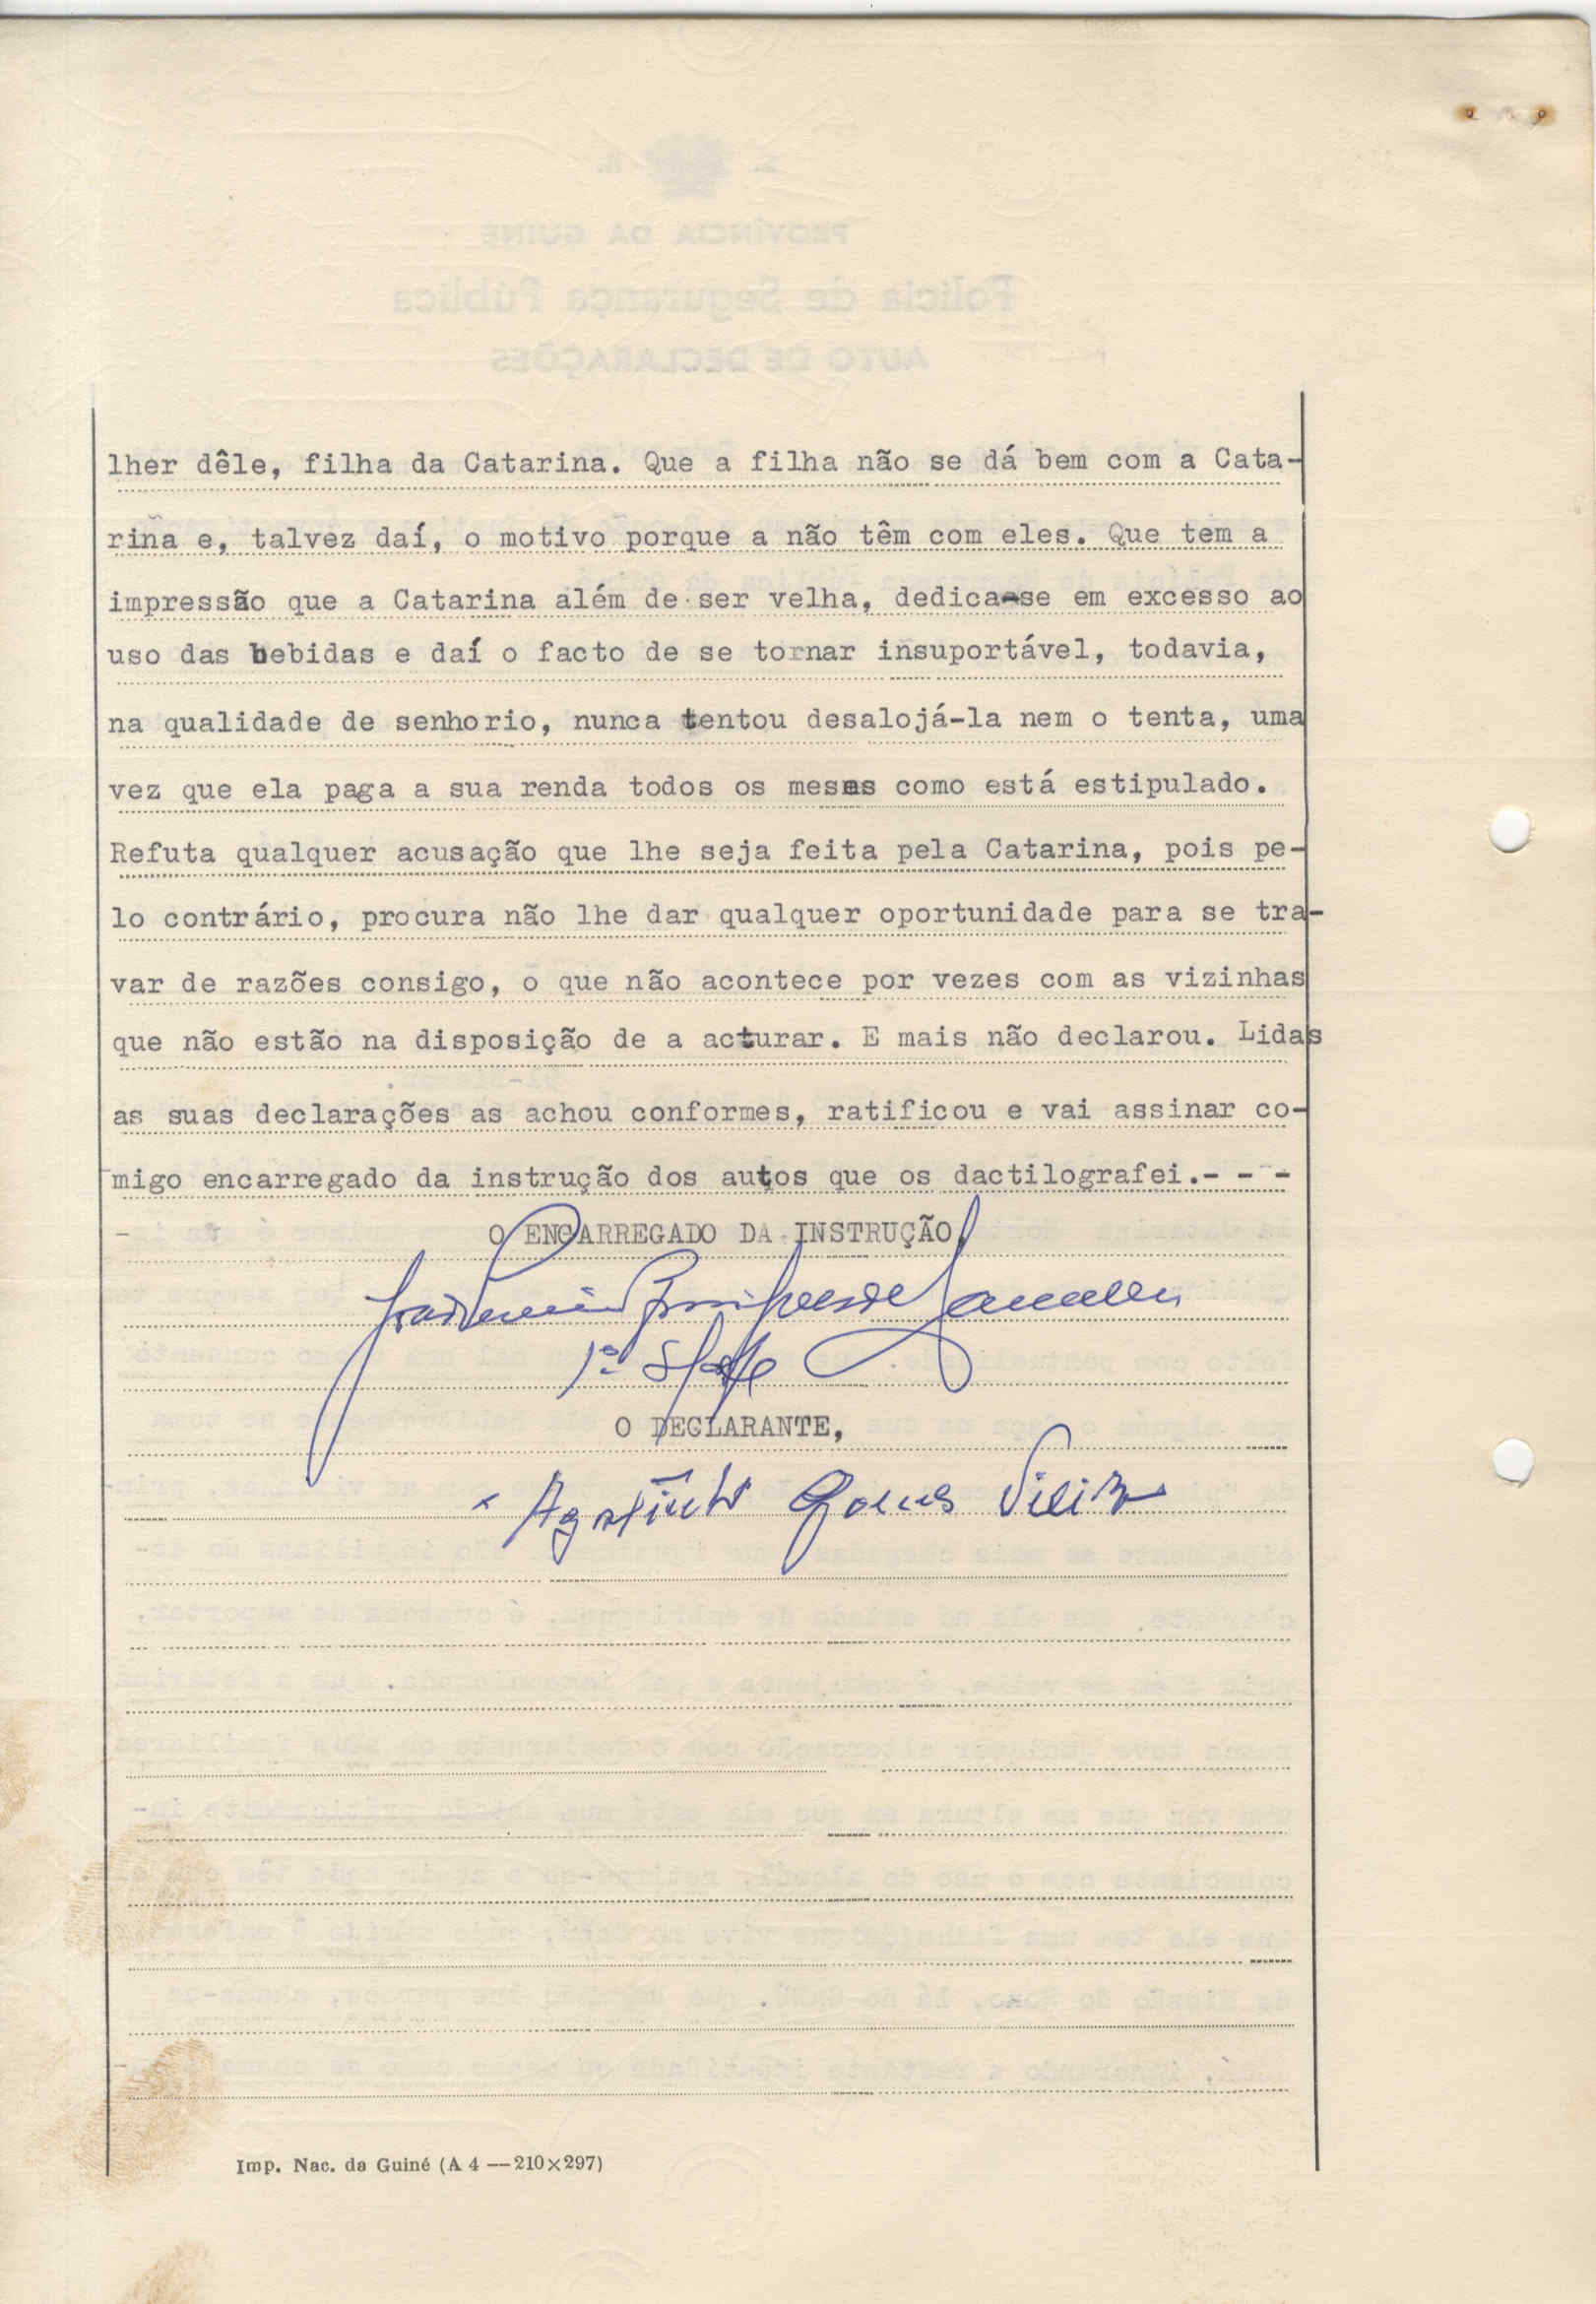 lher dêle, filha da Catarina. Que a filha não se dá bem com a Cata-
rina e, talvez daí, o motivo porque a não têm com eles. Que tem a
impressão que a Catarina além de ser velha, dedica-se em excesso ao
uso das bebidas e daí o facto de se tornar insuportável, todavia,
na qualidade de senhorio, nunca tentou desalojá-la nem o tenta, uma
vez que ela paga a sua renda todos os meses como está estipulado.
Refuta qualquer acusação que lhe seja feita pela Catarina, pois pe-
lo contrário, procura não lhe dar qualquer oportunidade para se tra-
var de razões consigo, o que não acontece por vezes com as vizinhas
que não estão na disposição de a acturar. E mais não declarou. Lidas
as suas declarações as achou conformes, ratificou e vai assinar co-
migo encarregado da instrução dos autos que os dactilografei.- - -
O ENCARREGADO DA INSTRUÇÃO,
1º
O DECLARANTE,
Gomes
Imp. Nac. da Guiné (A 4 — 210×297)